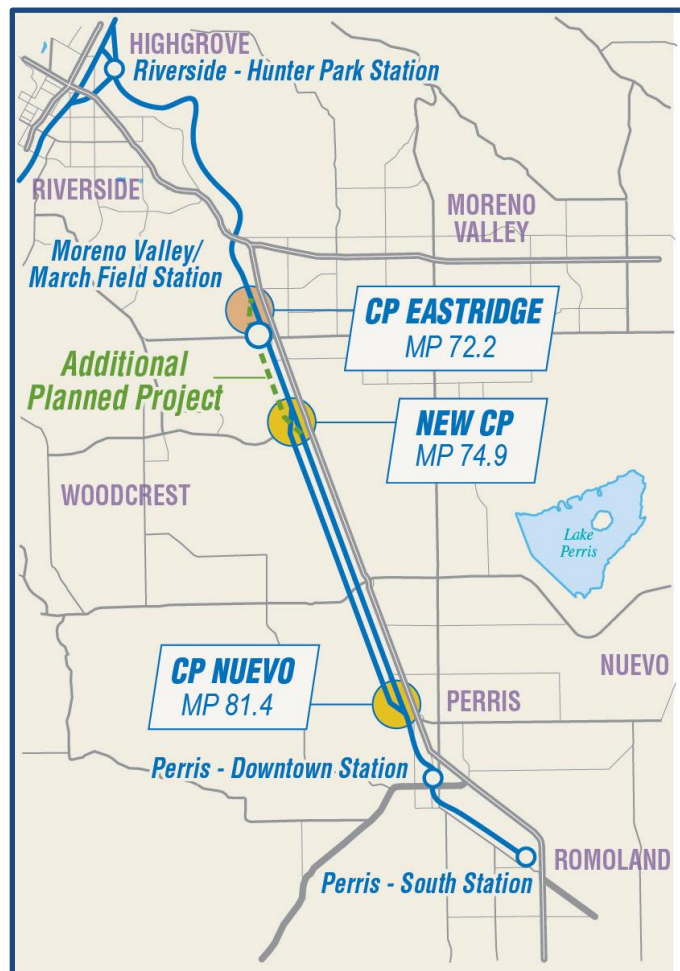 HIGHGROVE
Riverside - Hunter Park Station
RIVERSIDE
MORENO
VALLEY
Moreno Valley/
March Field Station
CP EASTRIDGE
MP 72.2
Additional
Planned Project
NEW CP
MP 74.9
WOODCREST
Lake
Perris
CP NUEVO
MP 81.4
NUEVO
PERRIS
Perris - Downtown Station
ROMOLAND
Perris - South Station